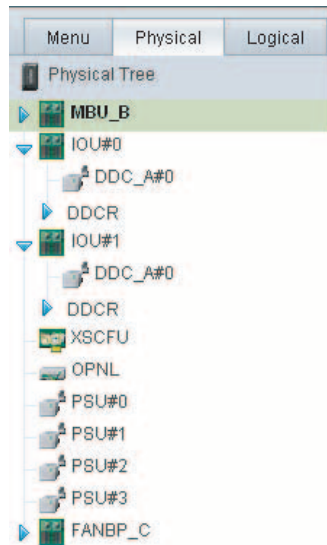 Menu Physical Logical
Physical Tree
MBU_B
IOU#0
DDC_A#0
DDCR
IOU#1
DDC_A#0
DDCR
XSCFU
OPNL
PSU#0
PSU#1
PSU#2
PSU#3
FANBP_C